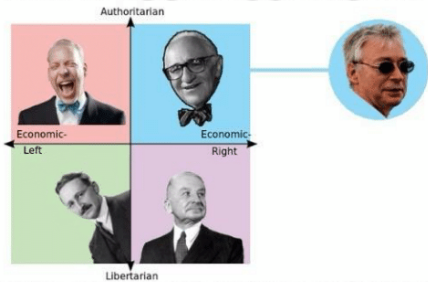 Authoritarian
Economic-
Left
Economic-
Right
Libertarian